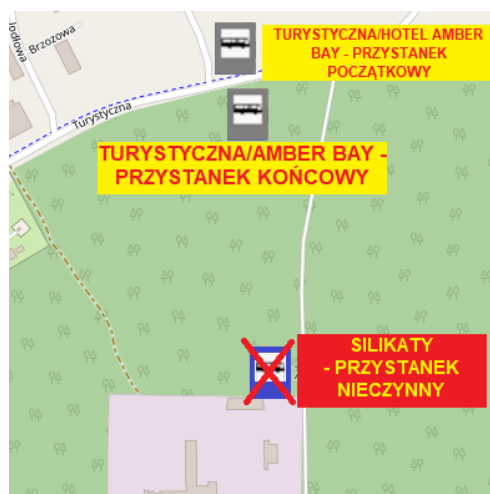 Jodłowa
Brzozowa
TURYSTYCZNA/HOTEL AMBER
BAY - PRZYSTANEK
POCZĄTKOWY
Turystyczna
TURYSTYCZNA/AMBER BAY -
PRZYSTANEK KOŃCOWY
SILIKATY
- PRZYSTANEK
NIECZYNNY